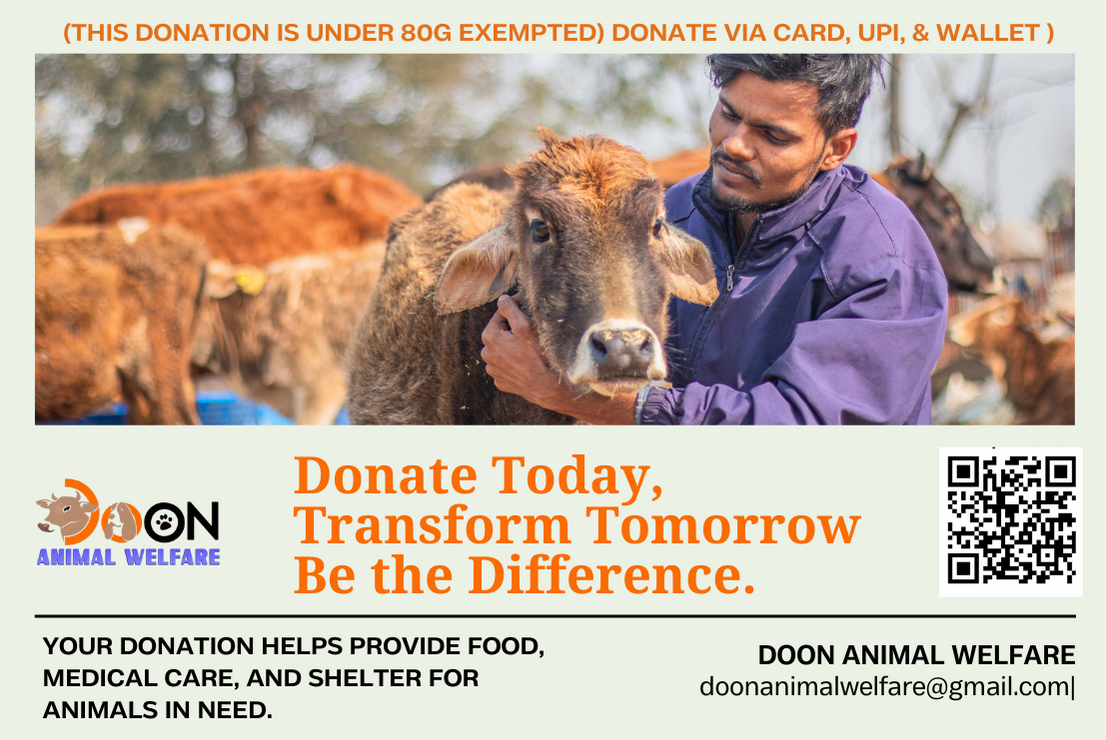 (THIS DONATION IS UNDER 80G EXEMPTED) DONATE VIA CARD, UPI, & WALLET )
DOON
ANIMAL WELFARE
Donate Today,
Transform Tomorrow
Be the Difference.
YOUR DONATION HELPS PROVIDE FOOD,
MEDICAL CARE, AND SHELTER FOR
ANIMALS IN NEED.
DOON ANIMAL WELFARE
doonanimalwelfare@gmail.com|